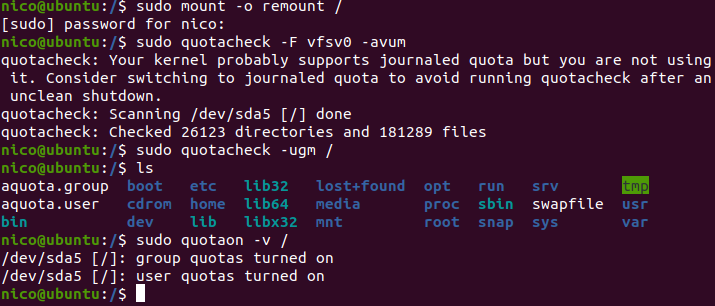 nico@ubuntu:/$ sudo mount -o remount /
[sudo] password for nico:
nico@ubuntu:/$ sudo quotacheck -F vfsv0 -avum
quotacheck: Your kernel probably supports journaled quota but you are not using
 it. Consider switching to journaled quota to avoid running quotacheck after an
 unclean shutdown.
quotacheck: Scanning /dev/sda5 [/] done
quotacheck: Checked 26123 directories and 181289 files
nico@ubuntu:/$ sudo quotacheck -ugm /
nico@ubuntu:/$ ls
aquota.group  boot   etc   lib32   lost+found  opt   run   srv       tmp
aquota.user   cdrom  home  lib64   media       proc  sbin  swapfile  usr
bin           dev    lib   libx32  mnt         root  snap  sys       var
nico@ubuntu:/$ sudo quotaon -v /
/dev/sda5 [/]: group quotas turned on
/dev/sda5 [/]: user quotas turned on
nico@ubuntu:/$